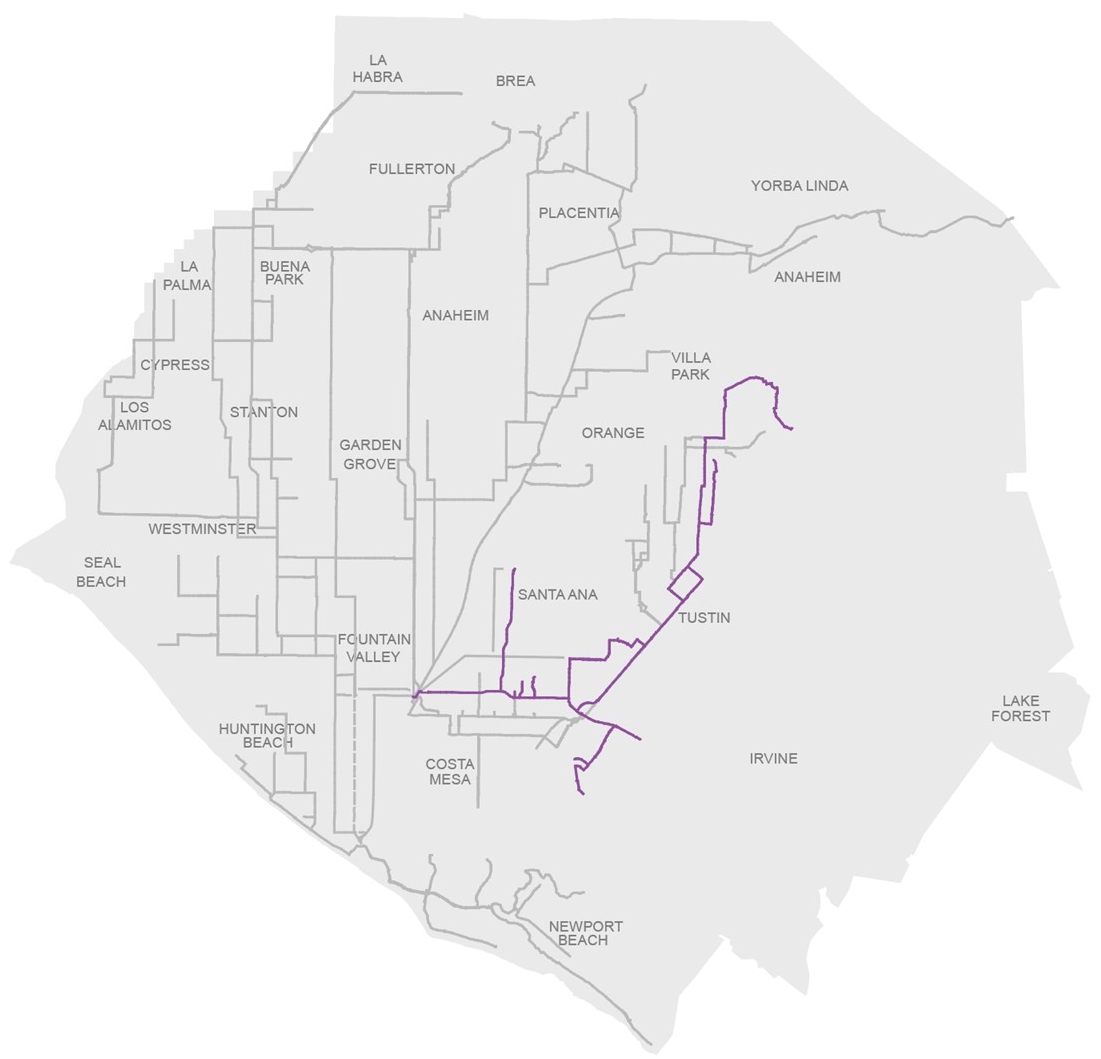 LA
HABRA
BREA
FULLERTON
YORBA LINDA
PLACENTIA
LA
PALMA
BUENA
PARK
ANAHEIM
ANAHEIM
CYPRESS
VILLA
PARK
LOS
ALAMITOS
STANTON
ORANGE
GARDEN
GROVE
WESTMINSTER
SEAL
BEACH
SANTA ANA
TUSTIN
FOUNTAIN
VALLEY
LAKE
FOREST
HUNTINGTON
BEACH
COSTA
MESA
IRVINE
NEWPORT
BEACH